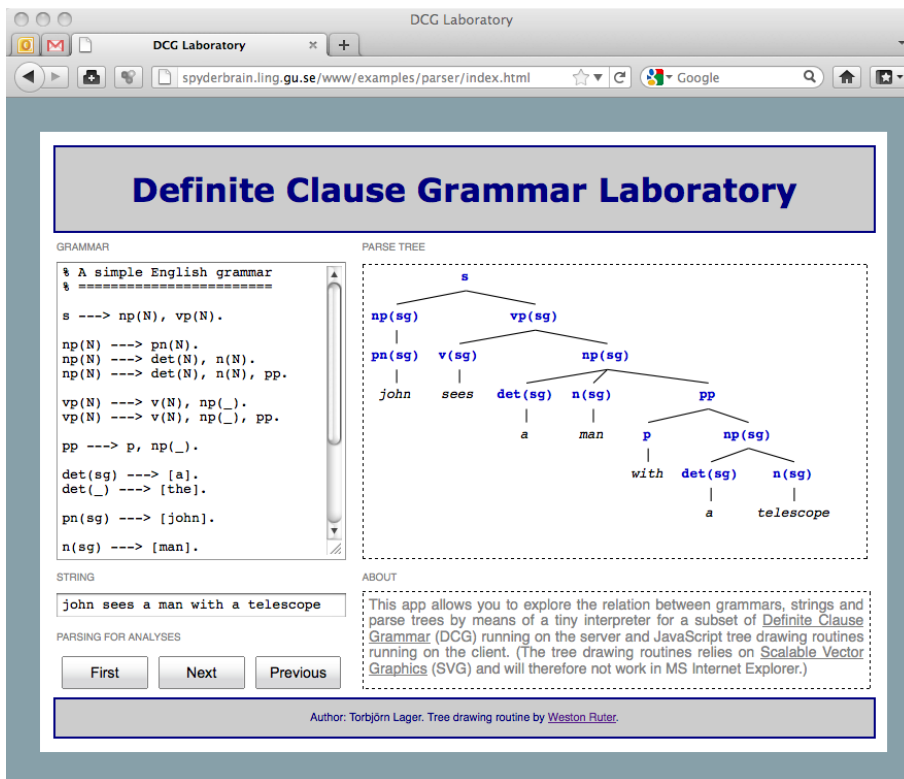 DCG Laboratory
DCG Laboratory
spyderbrain.ling.gu.se/www/examples/parser/index.html
Google
Definite Clause Grammar Laboratory
GRAMMAR
% A simple English grammar
% ========================
s ---> np(N), vp(N).
np(N) ---> pn(N).
np(N) ---> det(N), n(N).
np(N) ---> det(N), n(N), pp.
vp(N) ---> v(N), np(_).
vp(N) ---> v(N), np(_), pp.
pp ---> p, np(_).
det(sg) ---> [a].
det(_) ---> [the].
pn(sg) ---> [john].
n(sg) ---> [man].
PARSE TREE
s
np(sg) vp(sg)
pn(sg) v(sg) np(sg)
john sees det(sg) n(sg) pp
a man p np(sg)
with det(sg) n(sg)
a telescope
STRING
john sees a man with a telescope
PARSING FOR ANALYSES
First Next Previous
ABOUT
This app allows you to explore the relation between grammars, strings and
parse trees by means of a tiny interpreter for a subset of Definite Clause
Grammar (DCG) running on the server and JavaScript tree drawing routines
running on the client. (The tree drawing routines relies on Scalable Vector
Graphics (SVG) and will therefore not work in MS Internet Explorer.)
Author: Torbjörn Lager. Tree drawing routine by Weston Ruter.